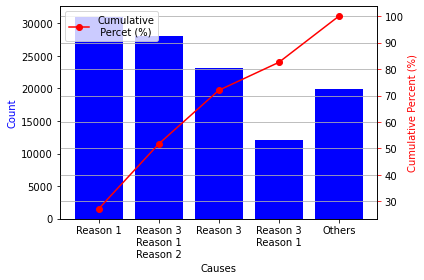 Cumulative
Percet (%)
30000
25000
20000
15000
10000
5000
0
Count
100
90
80
70
60
50
40
30
Cumulative Percent (%)
Reason 1
Reason 3
Reason 1
Reason 2
Reason 3
Reason 3
Reason 1
Others
Causes